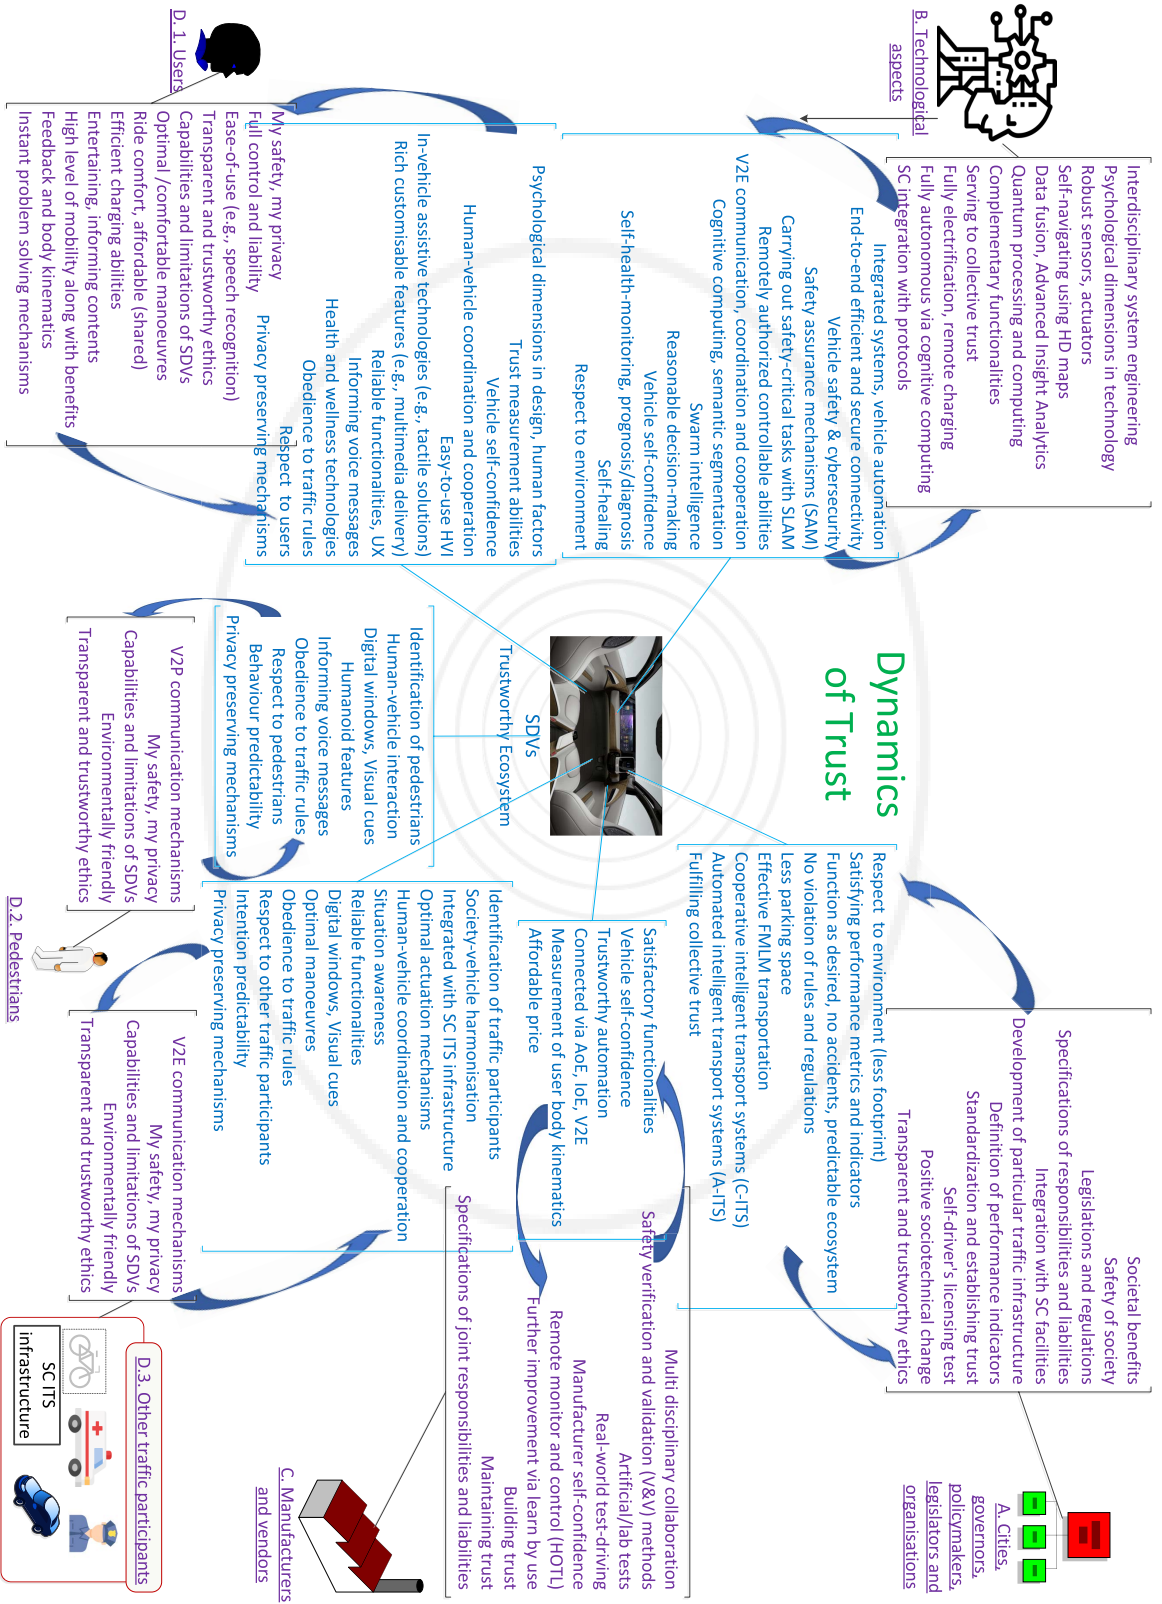 Dynamics
of Trust
B. Technological
aspects
Interdisciplinary system engineering
Psychological dimensions in technology
Robust sensors, actuators
Self-navigating using HD maps
Data fusion, Advanced Insight Analytics
Quantum processing and computing
Complementary functionalities
Serving to collective trust
Fully electrification, remote charging
Fully autonomous via cognitive computing
SC integration with protocols
Integrated systems, vehicle automation
End-to-end efficient and secure connectivity
Vehicle safety & cybersecurity
Safety assurance mechanisms (SAM)
Carrying out safety-critical tasks with SLAM
Remotely authorized controllable abilities
V2E communication, coordination and cooperation
Cognitive computing, semantic segmentation
Swarm intelligence
Reasonable decision-making
Vehicle self-confidence
Self-health-monitoring, prognosis/diagnosis
Self-healing
Respect to environment
Psychological dimensions in design, human factors
Trust measurement abilities
Vehicle self-confidence
Human-vehicle coordination and cooperation
Easy-to-use HVI
In-vehicle assistive technologies (e.g., tactile solutions)
Rich customisable features (e.g., multimedia delivery)
Reliable functionalities, UX
Informing voice messages
Health and wellness technologies
Obedience to traffic rules
Respect to users
Privacy preserving mechanisms
D. 1. Users
My safety, my privacy
Full control and liability
Ease-of-use (e.g., speech recognition)
Transparent and trustworthy ethics
Capabilities and limitations of SDVs
Optimal /comfortable manoeuvres
Ride comfort, affordable (shared)
Efficient charging abilities
Entertaining, informing contents
High level of mobility along with benefits
Feedback and body kinematics
Instant problem solving mechanisms
SDVs
Trustworthy Ecosystem
Identification of pedestrians
Human-vehicle interaction
Digital windows, Visual cues
Humanoid features
Informing voice messages
Obedience to traffic rules
Respect to pedestrians
Behaviour predictability
Privacy preserving mechanisms
V2P communication mechanisms
My safety, my privacy
Capabilities and limitations of SDVs
Environmentally friendly
Transparent and trustworthy ethics
D.2. Pedestrians
Respect to environment (less footprint)
Satisfying performance metrics and indicators
Function as desired, no accidents, predictable ecosystem
No violation of rules and regulations
Less parking space
Effective FMLM transportation
Cooperative intelligent transport systems (C-ITS)
Automated intelligent transport systems (A-ITS)
Fulfilling collective trust
Satisfactory functionalities
Vehicle self-confidence
Trustworthy automation
Connected via AoE, IoE, V2E
Measurement of user body kinematics
Affordable price
Identification of traffic participants
Society-vehicle harmonisation
Integrated with SC ITS infrastructure
Optimal actuation mechanisms
Human-vehicle coordination and cooperation
Situation awareness
Reliable functionalities
Digital windows, Visual cues
Optimal manoeuvres
Obedience to traffic rules
Respect to other traffic participants
Intention predictability
Privacy preserving mechanisms
V2E communication mechanisms
My safety, my privacy
Capabilities and limitations of SDVs
Environmentally friendly
Transparent and trustworthy ethics
Societal benefits
Safety of society
Legislations and regulations
Specifications of responsibilities and liabilities
Integration with SC facilities
Development of particular traffic infrastructure
Definition of performance indicators
Standardization and establishing trust
Self-driver's licensing test
Positive sociotechnical change
Transparent and trustworthy ethics
A. Cities,
governors,
policymakers,
legislators and
organisations
Multi disciplinary collaboration
Safety verification and validation (V&V) methods
Artificial/lab tests
Real-world test-driving
Manufacturer self-confidence
Remote monitor and control (HOTL)
Further improvement via learn by use
Building trust
Maintaining trust
Specifications of joint responsibilities and liabilities
C. Manufacturers
and vendors
D.3. Other traffic participants
SC ITS
infrastructure